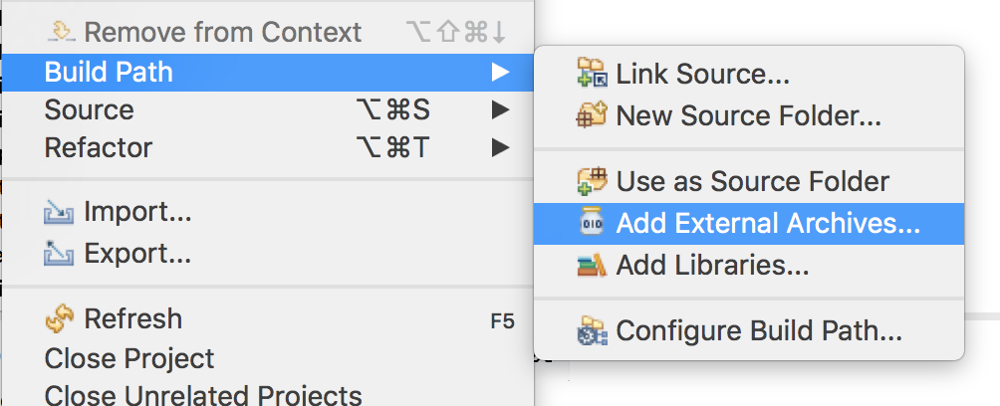 Remove from Context ⌥⇧⌘↓
Build Path ▶
Source ⌥⌘S ▶
Refactor ⌥⌘T ▶
Import...
Export...
Refresh F5
Close Project
Close Unrelated Projects
Link Source...
New Source Folder...
Use as Source Folder
Add External Archives...
Add Libraries...
Configure Build Path...